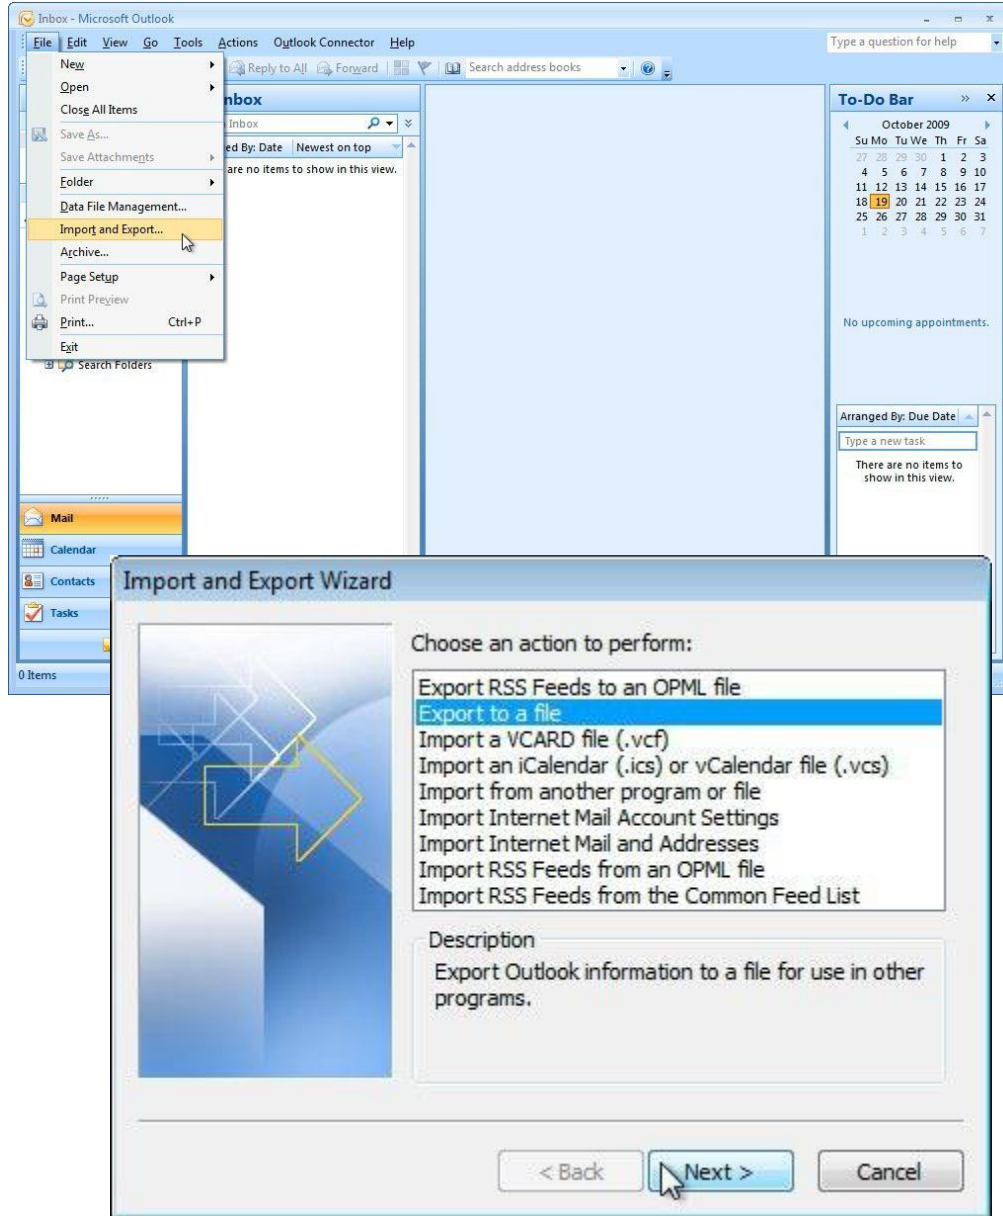 Inbox - Microsoft Outlook
File Edit View Go Tools Actions Outlook Connector Help
Type a question for help
Reply to All Forward Search address books
New
Open
Close All Items
Save As...
Save Attachments
Folder
Data File Management...
Import and Export...
Archive...
Page Setup
Print Preview
Print... Ctrl+P
Exit
Search Folders
nbox
Inbox
ed By: Date Newest on top
are no items to show in this view.
To-Do Bar
October 2009
Su Mo Tu We Th Fr Sa
27 28 29 30 1 2 3
4 5 6 7 8 9 10
11 12 13 14 15 16 17
18 19 20 21 22 23 24
25 26 27 28 29 30 31
1 2 3 4 5 6 7
No upcoming appointments.
Arranged By: Due Date
Type a new task
There are no items to
show in this view.
Mail
Calendar
Contacts
Tasks
0 Items
Import and Export Wizard
Choose an action to perform:
Export RSS Feeds to an OPML file
Export to a file
Import a VCARD file (.vcf)
Import an iCalendar (.ics) or vCalendar file (.vcs)
Import from another program or file
Import Internet Mail Account Settings
Import Internet Mail and Addresses
Import RSS Feeds from an OPML file
Import RSS Feeds from the Common Feed List
Description
Export Outlook information to a file for use in other
programs.
< Back Next > Cancel